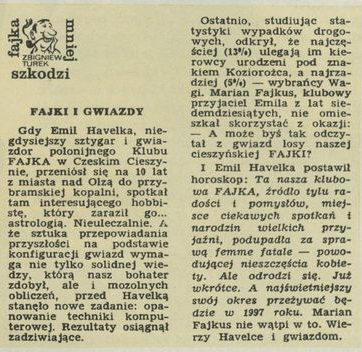 fajka
mniej
ZBIGNIEW
TUREK
szkodzi
FAJKI I GWIAZDY
Gdy Emil Havelka, nie-
gdysiejszy sztygar i gwia-
zdor polonijnego Klubu
FAJKA w Czeskim Cieszy-
nie, przeniósł się na 10 lat
z miasta nad Olzą do przy-
bramskiej kopalni, spotkał
tam interesującego hobbi-
stę, który zaraził go...
astrologią. Nieuleczalnie. A
że sztuka przepowiadania
przyszłości na podstawie
konfiguracji gwiazd wyma-
ga nie tylko solidnej wie-
dzy, którą nasz bohater
zdobył, ale i mozolnych
obliczeń, przed Havelką
stanęło nowe zadanie: opa-
nowanie techniki kompu-
terowej. Rezultaty osiągnął
zadziwiające.
Ostatnio, studiując sta-
tystyki wypadków drogo-
wych, odkrył, że najczę-
ściej (13%) ulegają im kie-
rowcy urodzeni pod zna-
kiem Koziorożca, a najrza-
dziej (5%) — wybrańcy Wa-
gi. Marian Fajkus, klubowy
przyjaciel Emila z lat sie-
demdziesiątych, nie omie-
szkał skorzystać z okazji:
— A może byś tak odczy-
tał z gwiazd losy naszej
cieszyńskiej FAJKI?
I Emil Havelka postawił
horoskop: Ta nasza klubo-
wa FAJKA, źródło tylu ra-
dości i pomysłów, miej-
sce ciekawych spotkań i
narodzin wielkich przy-
jaźni, podupadła za spra-
wą femme fatale — powo-
dującej nieszczęścia kobie-
ty. Ale odrodzi się. Już
wkrótce. A najświetniejszy
swój okres przeżywać bę-
dzie w 1997 roku. Marian
Fajkus nie wątpi w to. Wie-
rzy Havelce i gwiazdom.